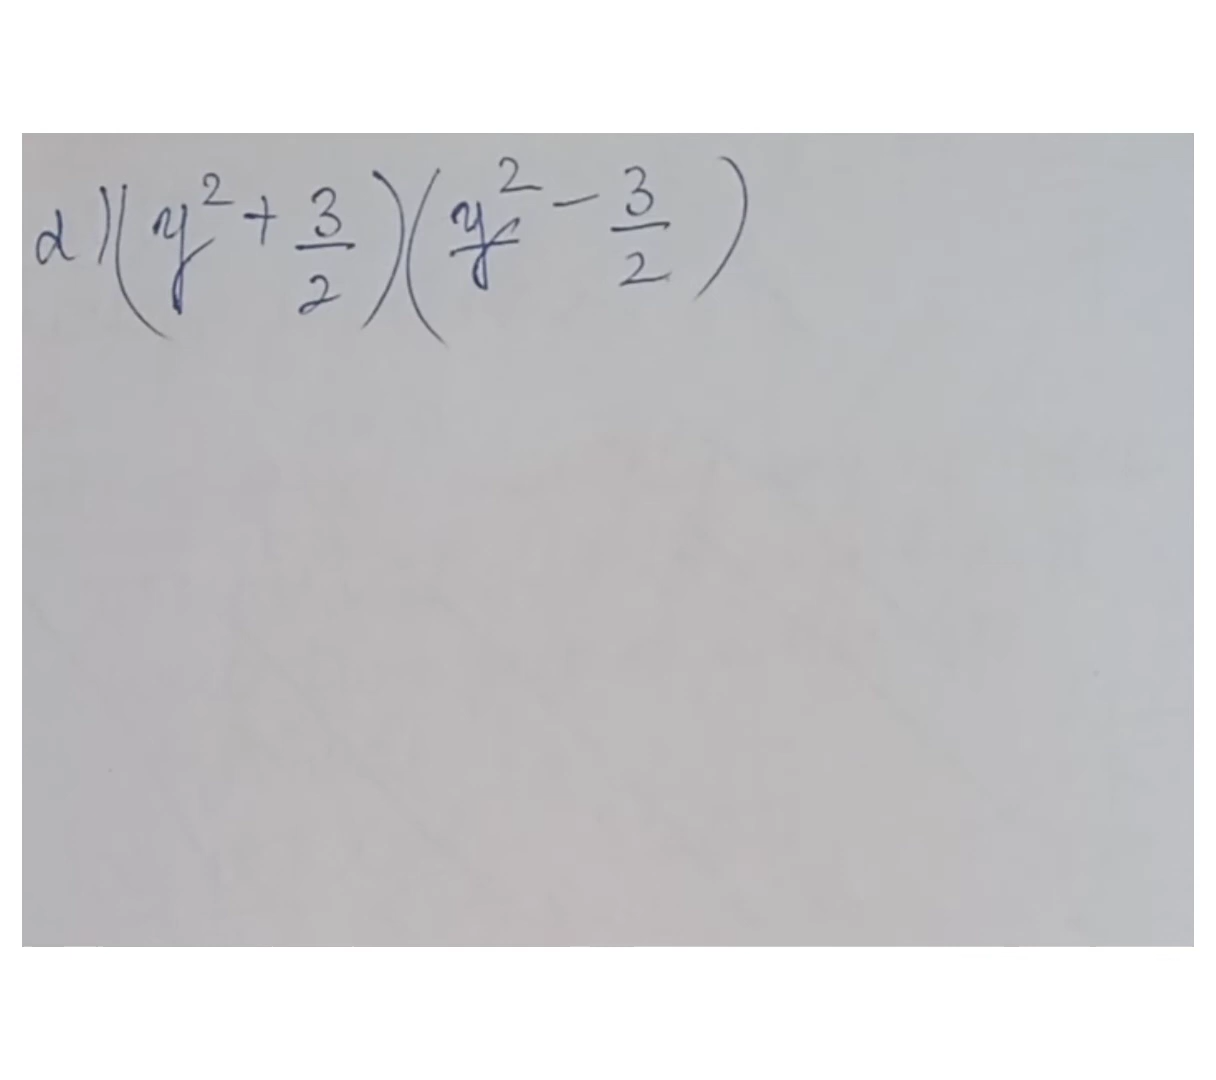 d) (y² + 3/2)(y² - 3/2)